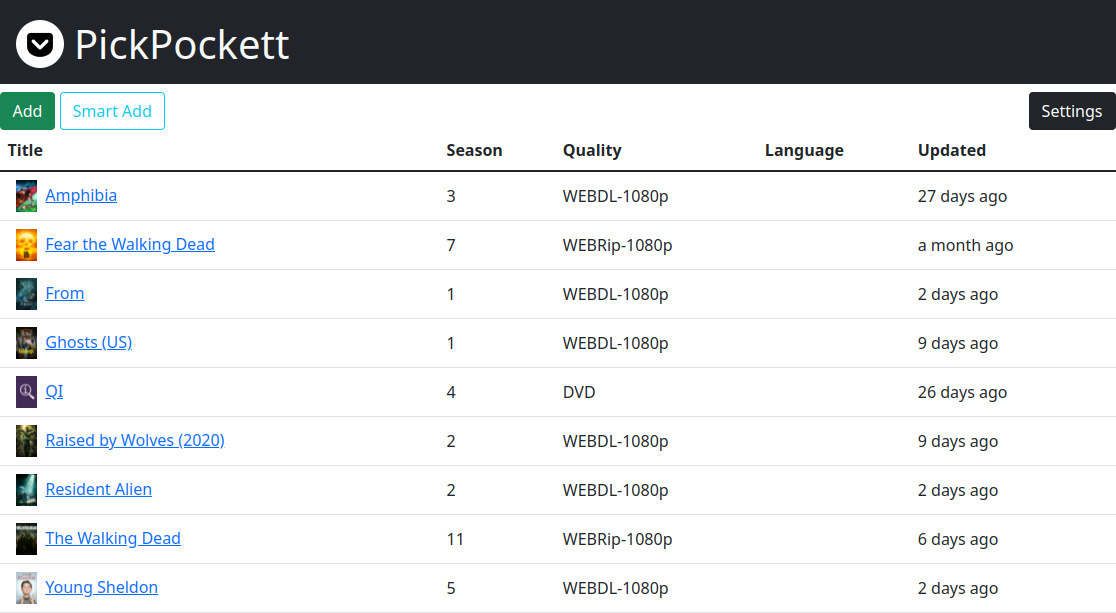 PickPockett
Add Smart Add Settings
Title Season Quality Language Updated
Amphibia 3 WEBDL-1080p 27 days ago
Fear the Walking Dead 7 WEBRip-1080p a month ago
From 1 WEBDL-1080p 2 days ago
Ghosts (US) 1 WEBDL-1080p 9 days ago
QI 4 DVD 26 days ago
Raised by Wolves (2020) 2 WEBDL-1080p 9 days ago
Resident Alien 2 WEBDL-1080p 2 days ago
The Walking Dead 11 WEBRip-1080p 6 days ago
Young Sheldon 5 WEBDL-1080p 2 days ago